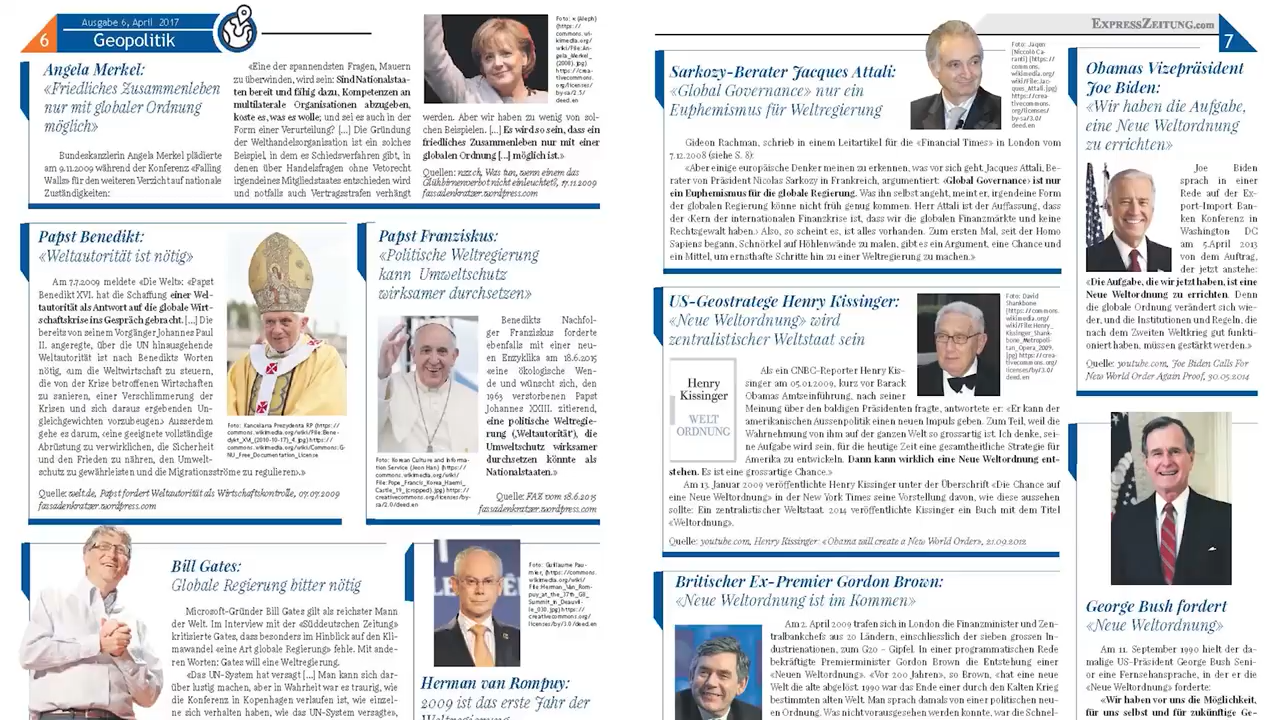 Ausgabe 6, April 2017
6
Geopolitik
Angela Merkel:
«Friedliches Zusammenleben
nur mit globaler Ordnung
möglich»
Bundeskanzlerin Angela Merkel plädierte
am 9.11.2009 während der Konferenz «Falling
Walls» für den weiteren Verzicht auf nationale
Zuständigkeiten:
«Eine der spannendsten Fragen, Mauern
zu überwinden, wird sein: Sind Nationalstaa-
ten bereit und fähig dazu, Kompetenzen an
multilaterale Organisationen abzugeben,
koste es, was es wolle; und sei es auch in der
Form einer Verurteilung? [...] Die Gründung
der Welthandelsorganisation ist ein solches
Beispiel, in dem es Schiedsverfahren gibt, in
denen über Handelsfragen ohne Vetorecht
irgendeines Mitgliedstaates entschieden wird
und notfalls auch Vertragsstrafen verhängt
werden. Aber wir haben zu wenig von sol-
chen Beispielen. [...] Es wird so sein, dass ein
friedliches Zusammenleben nur mit einer
globalen Ordnung [...] möglich ist.»
Quellen: nzz.ch, Was tun, wenn einem das
Glühbirnenverbot nicht einleuchtet?, 17.11.2009
fassadenkratzer.wordpress.com
Papst Benedikt:
«Weltautorität ist nötig»
Am 7.7.2009 meldete «Die Welt»: «Papst
Benedikt XVI. hat die Schaffung einer Wel-
tautorität als Antwort auf die globale Wirt-
schaftskrise ins Gespräch gebracht. [...] Die
bereits von seinem Vorgänger Johannes Paul
II. angeregte, über die UN hinausgehende
Weltautorität ist nach Benedikts Worten
nötig, ‹um die Weltwirtschaft zu steuern,
die von der Krise betroffenen Wirtschaften
zu sanieren, einer Verschlimmerung der
Krisen und sich daraus ergebenden Un-
gleichgewichten vorzubeugen.› Ausserdem
gehe es darum, ‹eine geeignete vollständige
Abrüstung zu verwirklichen, die Sicherheit
und den Frieden zu nähren, den Umwelt-
schutz zu gewährleisten und die Migrationsströme zu regulieren.›»
Quelle: welt.de, Papst fordert Weltautorität als Wirtschaftskontrolle, 07.07.2009
fassadenkratzer.wordpress.com
Papst Franziskus:
«Politische Weltregierung
kann Umweltschutz
wirksamer durchsetzen»
Benedikts Nachfol-
ger Franziskus forderte
ebenfalls mit einer neu-
en Enzyklika am 18.6.2015
«eine ökologische Wen-
de und wünscht sich, den
1963 verstorbenen Papst
Johannes XXIII. zitierend,
eine politische Weltregie-
rung (‚Weltautorität'), die
Umweltschutz wirksamer
durchsetzen könnte als
Nationalstaaten.»
Quelle: FAZ vom 18.6.2015
fassadenkratzer.wordpress.com
Bill Gates:
Globale Regierung bitter nötig
Microsoft-Gründer Bill Gates gilt als reichster Mann
der Welt. Im Interview mit der «Süddeutschen Zeitung»
kritisierte Gates, dass besonders im Hinblick auf den Kli-
mawandel «eine Art globale Regierung» fehle. Mit ande-
ren Worten: Gates will eine Weltregierung.
«Das UN-System hat versagt [...] Man kann sich dar-
über lustig machen, aber in Wahrheit war es traurig, wie
die Konferenz in Kopenhagen verlaufen ist, wie einzel-
ne sich verhalten haben, wie das UN-System versagte»,
Herman van Rompuy:
2009 ist das erste Jahr der
Weltregierung
EXPRESSZEITUNG.com
7
Sarkozy-Berater Jacques Attali:
«Global Governance» nur ein
Euphemismus für Weltregierung
Gideon Rachman, schrieb in einem Leitartikel für die «Financial Times» in London vom
7.12.2008 (siehe S. 8):
«Aber einige europäische Denker meinen zu erkennen, was vor sich geht. Jacques Attali, Be-
rater von Präsident Nicolas Sarkozy in Frankreich, argumentiert: ‹Global Governance› ist nur
ein Euphemismus für die globale Regierung. Was ihn selbst angeht, meint er, irgendeine Form
der globalen Regierung könne nicht früh genug kommen. Herr Attali ist der Auffassung, dass
der ‹Kern der internationalen Finanzkrise ist, dass wir die globalen Finanzmärkte und keine
Rechtsgewalt haben.› Also, so scheint es, ist alles vorhanden. Zum ersten Mal, seit der Homo
Sapiens begann, Schnörkel auf Höhlenwände zu malen, gibt es ein Argument, eine Chance und
ein Mittel, um ernsthafte Schritte hin zu einer Weltregierung zu machen.»
US-Geostratege Henry Kissinger:
«Neue Weltordnung» wird
zentralistischer Weltstaat sein
Henry
Kissinger
WELT
ORDNUNG
Als ein CNBC-Reporter Henry Kis-
singer am 05.01.2009, kurz vor Barack
Obamas Amtseinführung, nach seiner
Meinung über den baldigen Präsidenten fragte, antwortete er: «Er kann der
amerikanischen Aussenpolitik einen neuen Impuls geben. Zum Teil, weil die
Wahrnehnung von ihm auf der ganzen Welt so grossartig ist. Ich denke, sei-
ne Aufgabe wird sein, für die heutige Zeit eine gesamtheitliche Strategie für
Amerika zu entwickeln. Dann kann wirklich eine Neue Weltordnung ent-
stehen. Es ist eine grossartige Chance.»
Am 13. Januar 2009 veröffentlichte Henry Kissinger unter der Überschrift «Die Chance auf
eine Neue Weltordnung» in der New York Times seine Vorstellung davon, wie diese aussehen
sollte: Ein zentralistischer Weltstaat. 2014 veröffentlichte Kissinger ein Buch mit dem Titel
«Weltordnung».
Quelle: youtube.com, Henry Kissinger: «Obama will create a New World Order», 21.09.2012
Britischer Ex-Premier Gordon Brown:
«Neue Weltordnung ist im Kommen»
Am 2. April 2009 trafen sich in London die Finanzminister und Zen-
tralbankchefs aus 20 Ländern, einschliesslich der sieben grossen In-
dustrienationen, zum G20 - Gipfel. In einer programmatischen Rede
bekräftigte Premierminister Gordon Brown die Entstehung einer
«Neuen Weltordnung». «Vor 200 Jahren», so Brown, «hat eine neue
Welt die alte abgelöst. 1990 war das Ende einer durch den Kalten Krieg
bestimmten alten Welt. Man sprach damals von einer politischen neu-
en Ordnung. Was nicht vorausgesehen werden konnte, war die Schnel-
Obamas Vizepräsident
Joe Biden:
«Wir haben die Aufgabe,
eine Neue Weltordnung
zu errichten»
Joe Biden
sprach in einer
Rede auf der Ex-
port-Import Ban-
ken Konferenz in
Washington DC
am 5.April 2013
von dem Auftrag,
der jetzt anstehe:
«Die Aufgabe, die wir jetzt haben, ist eine
Neue Weltordnung zu errichten. Denn
die globale Ordnung verändert sich wie-
der, und die Institutionen und Regeln, die
nach dem Zweiten Weltkrieg gut funkti-
oniert haben, müssen gestärkt werden.»
Quelle: youtube.com, Joe Biden Calls For
New World Order Again Proof, 30.05.2014
George Bush fordert
«Neue Weltordnung»
Am 11. September 1990 hielt der da-
malige US-Präsident George Bush Seni-
or eine Fernsehansprache, in der er die
«Neue Weltordnung» forderte:
«Wir haben vor uns die Möglichkeit,
für uns selbst und für zukünftige Ge-